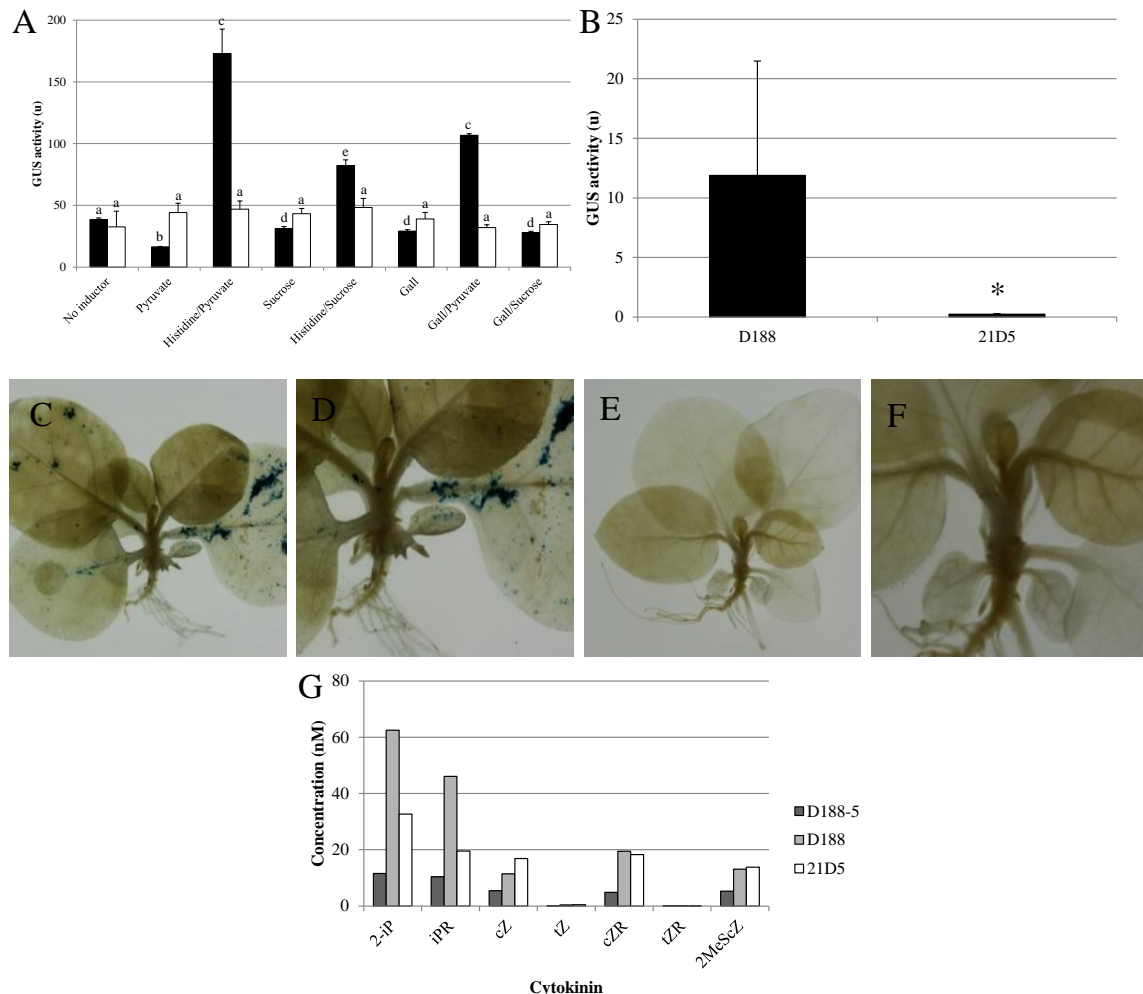 A
GUS activity (u)
200
150
100
50
0
a
a
b
a
c
a
d
a
e
a
d
a
c
a
d
a
No inductor
Pyruvate
Histidine/Pyruvate
Sucrose
Histidine/Sucrose
Gall
Gall/Pyruvate
Gall/Sucrose
B
GUS activity (u)
25
20
15
10
5
0
*
D188
21D5
C
D
E
F
G
Concentration (nM)
80
60
40
20
0
2-iP
iPR
cZ
tZ
cZR
tZR
2MeScZ
Cytokinin
D188-5
D188
21D5